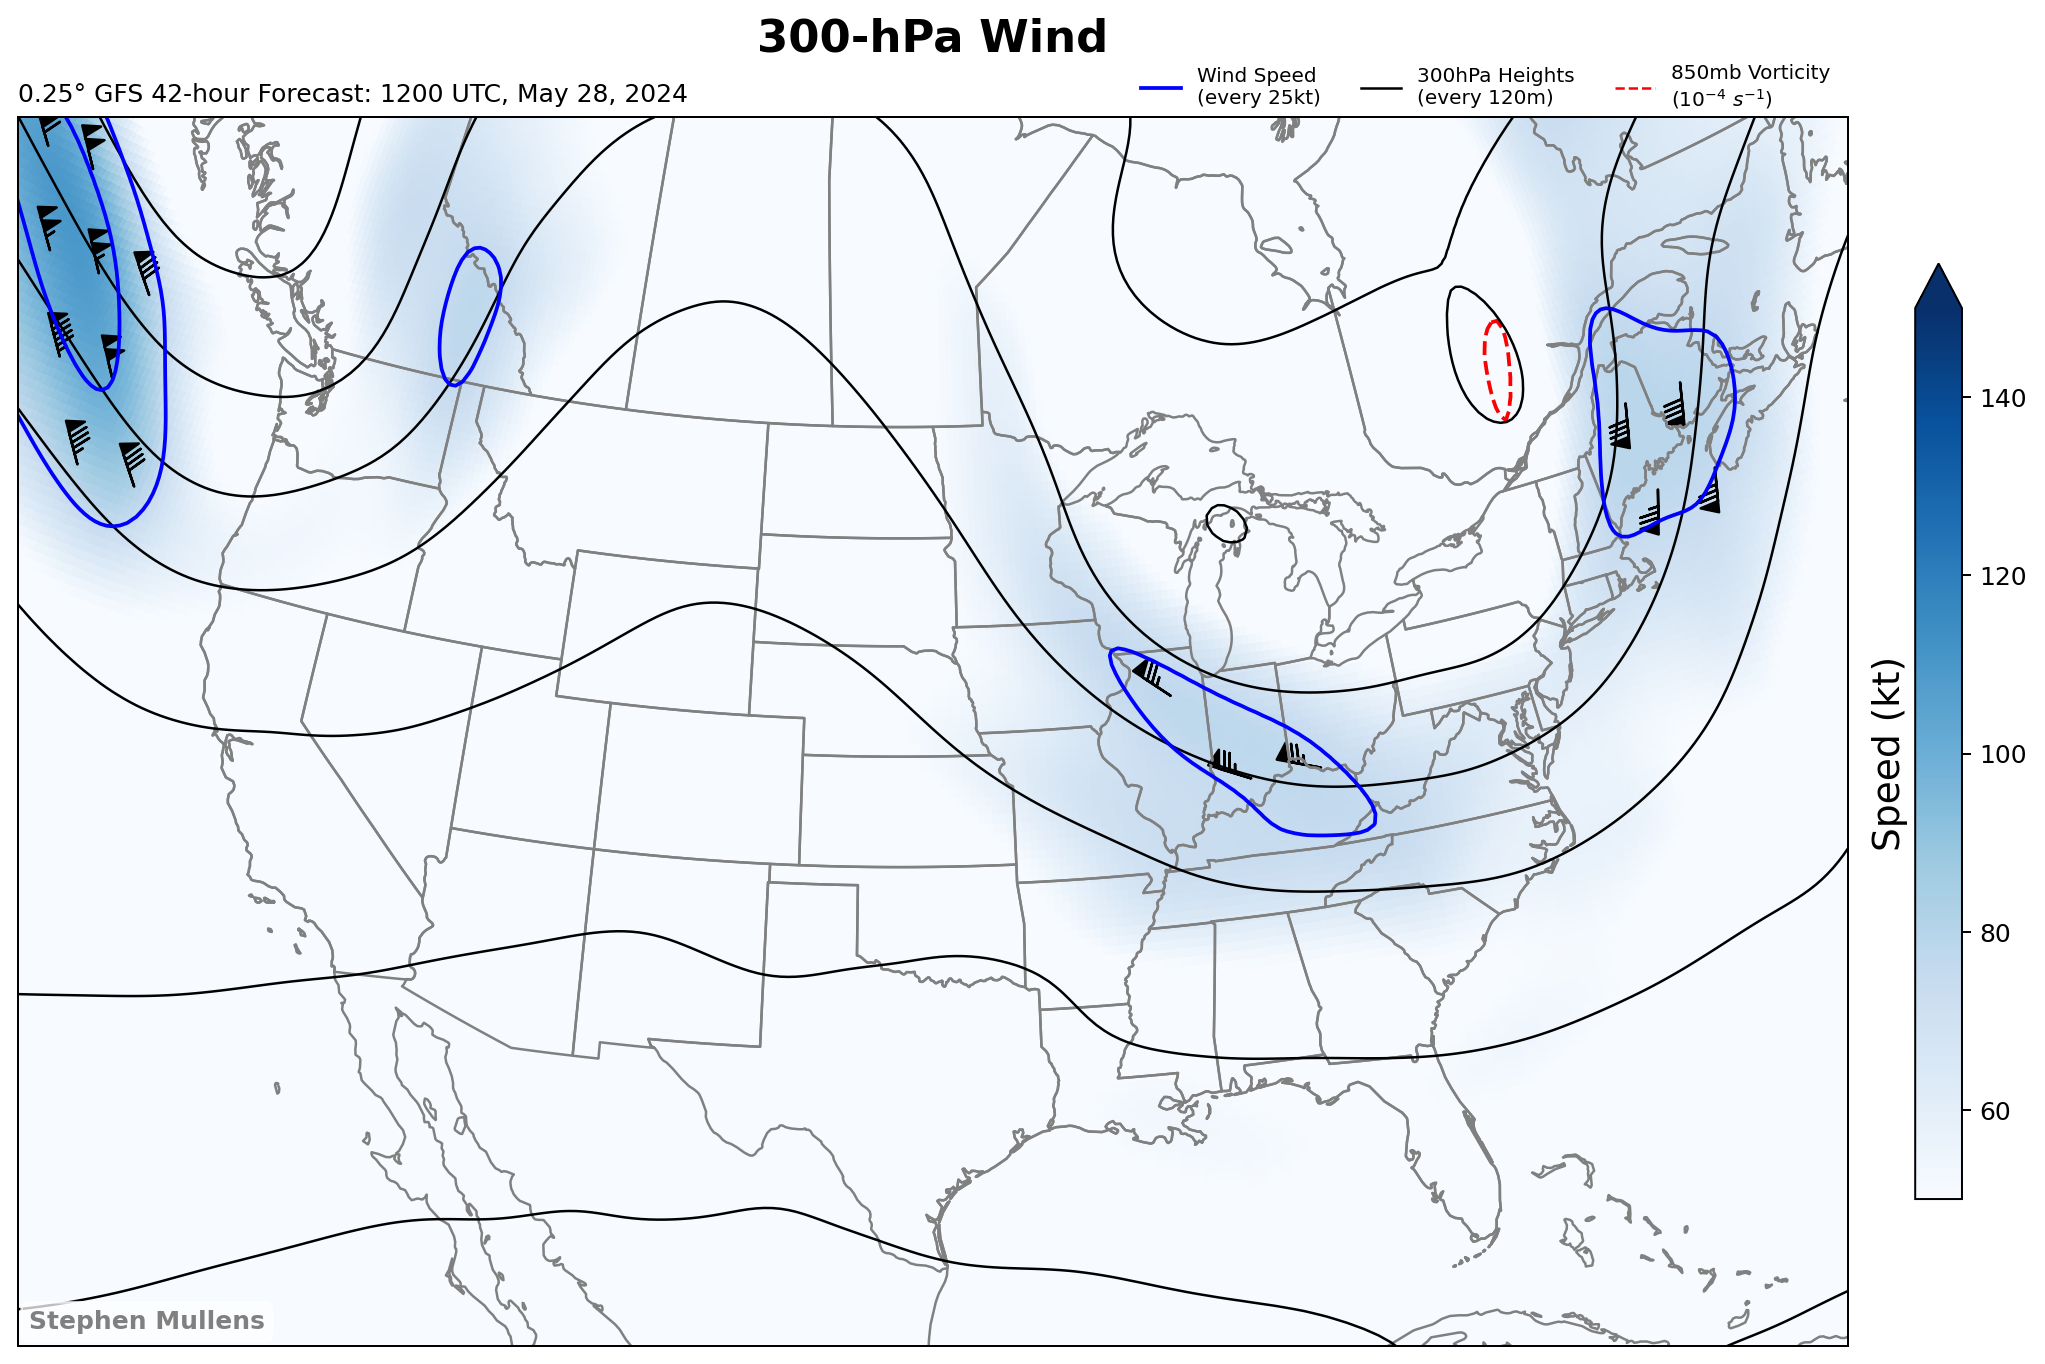 300-hPa Wind
0.25° GFS 42-hour Forecast: 1200 UTC, May 28, 2024
Wind Speed
(every 25kt)
300hPa Heights
(every 120m)
850mb Vorticity
(10⁻⁴ s⁻¹)
140
120
100
80
60
Speed (kt)
Stephen Mullens